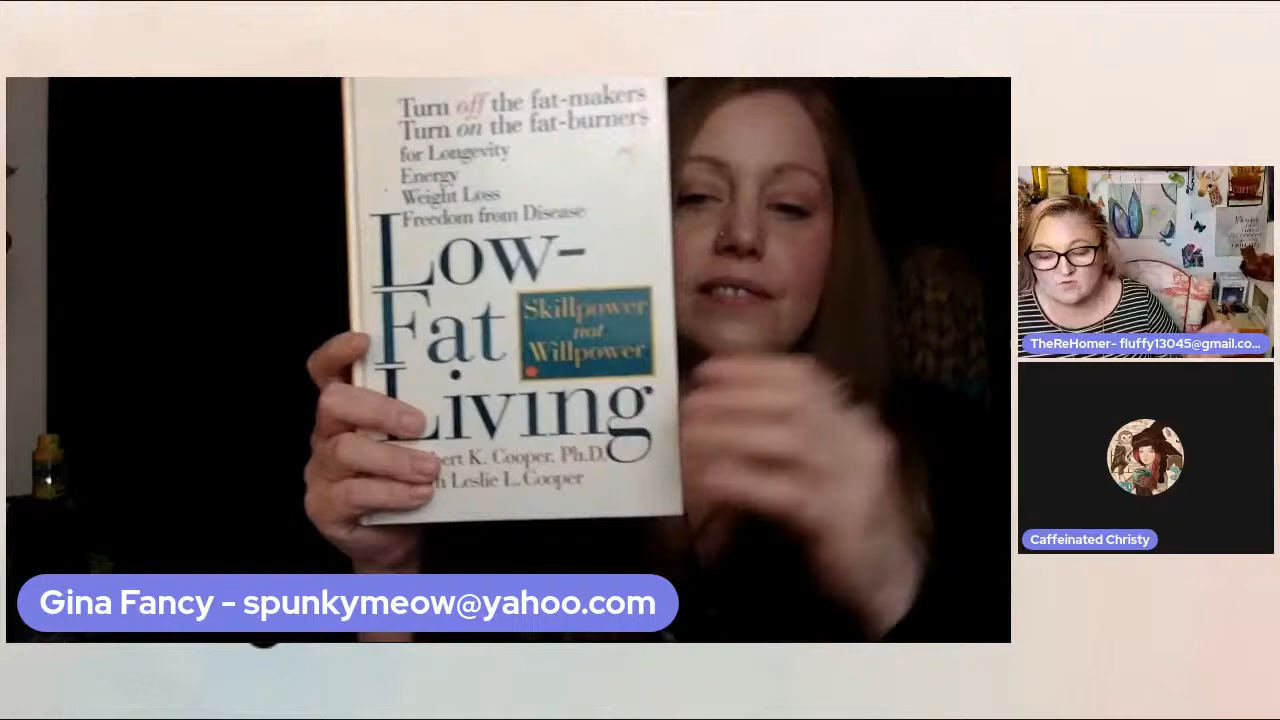 Turn off the fat-makers
Turn on the fat-burners
for Longevity
Energy
Weight Loss
Freedom from Disease
Low-
Fat
Living
Skillpower
not
Willpower
K. Cooper, Ph.D.
Leslie L. Cooper
Gina Fancy - spunkymeow@yahoo.com
TheReHomer- fluffy13045@gmail.co...
Caffeinated Christy